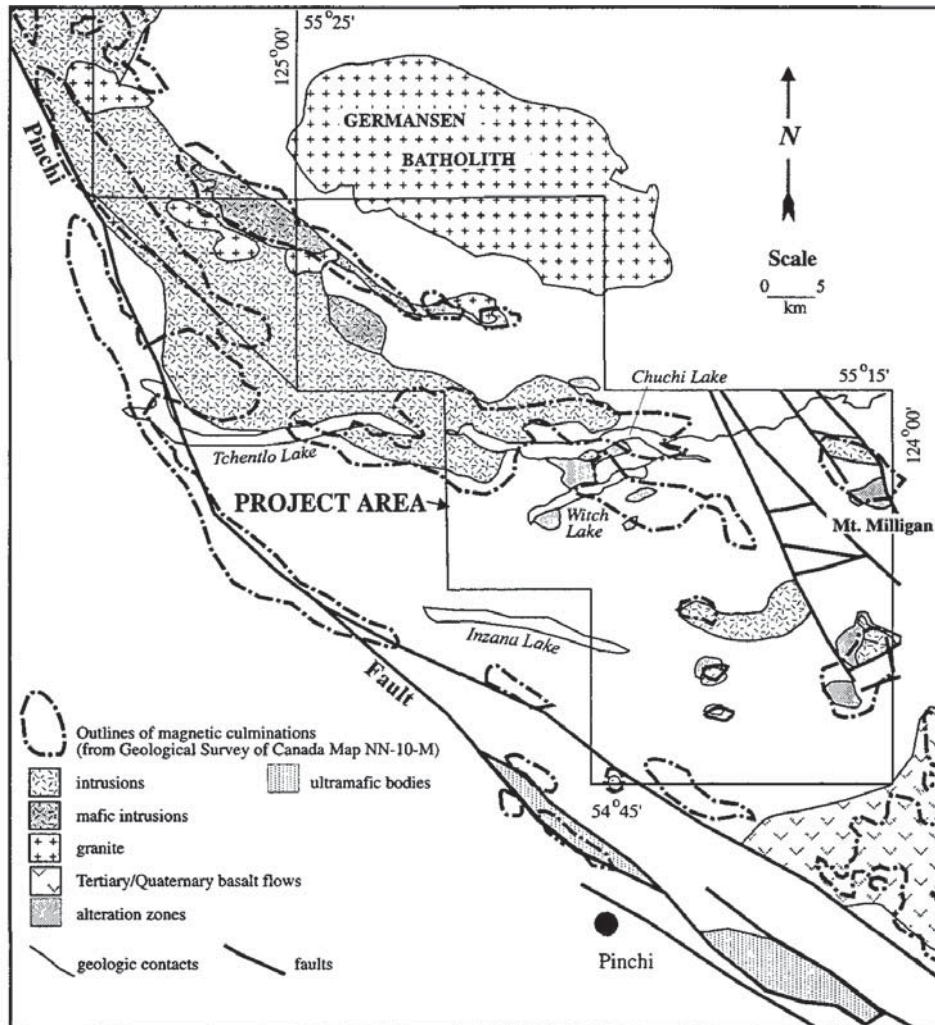 55°25'
125°00'
GERMANSEN
BATHOLITH
N
Scale
0 5
km
Pinchi
Chuchi Lake
55°15'
124°00'
Tchentlo Lake
PROJECT AREA
Witch
Lake
Mt. Milligan
Inzana Lake
Fault
Outlines of magnetic culminations
(from Geological Survey of Canada Map NN-10-M)
intrusions
ultramafic bodies
mafic intrusions
granite
Tertiary/Quaternary basalt flows
alteration zones
geologic contacts
faults
54°45'
Pinchi